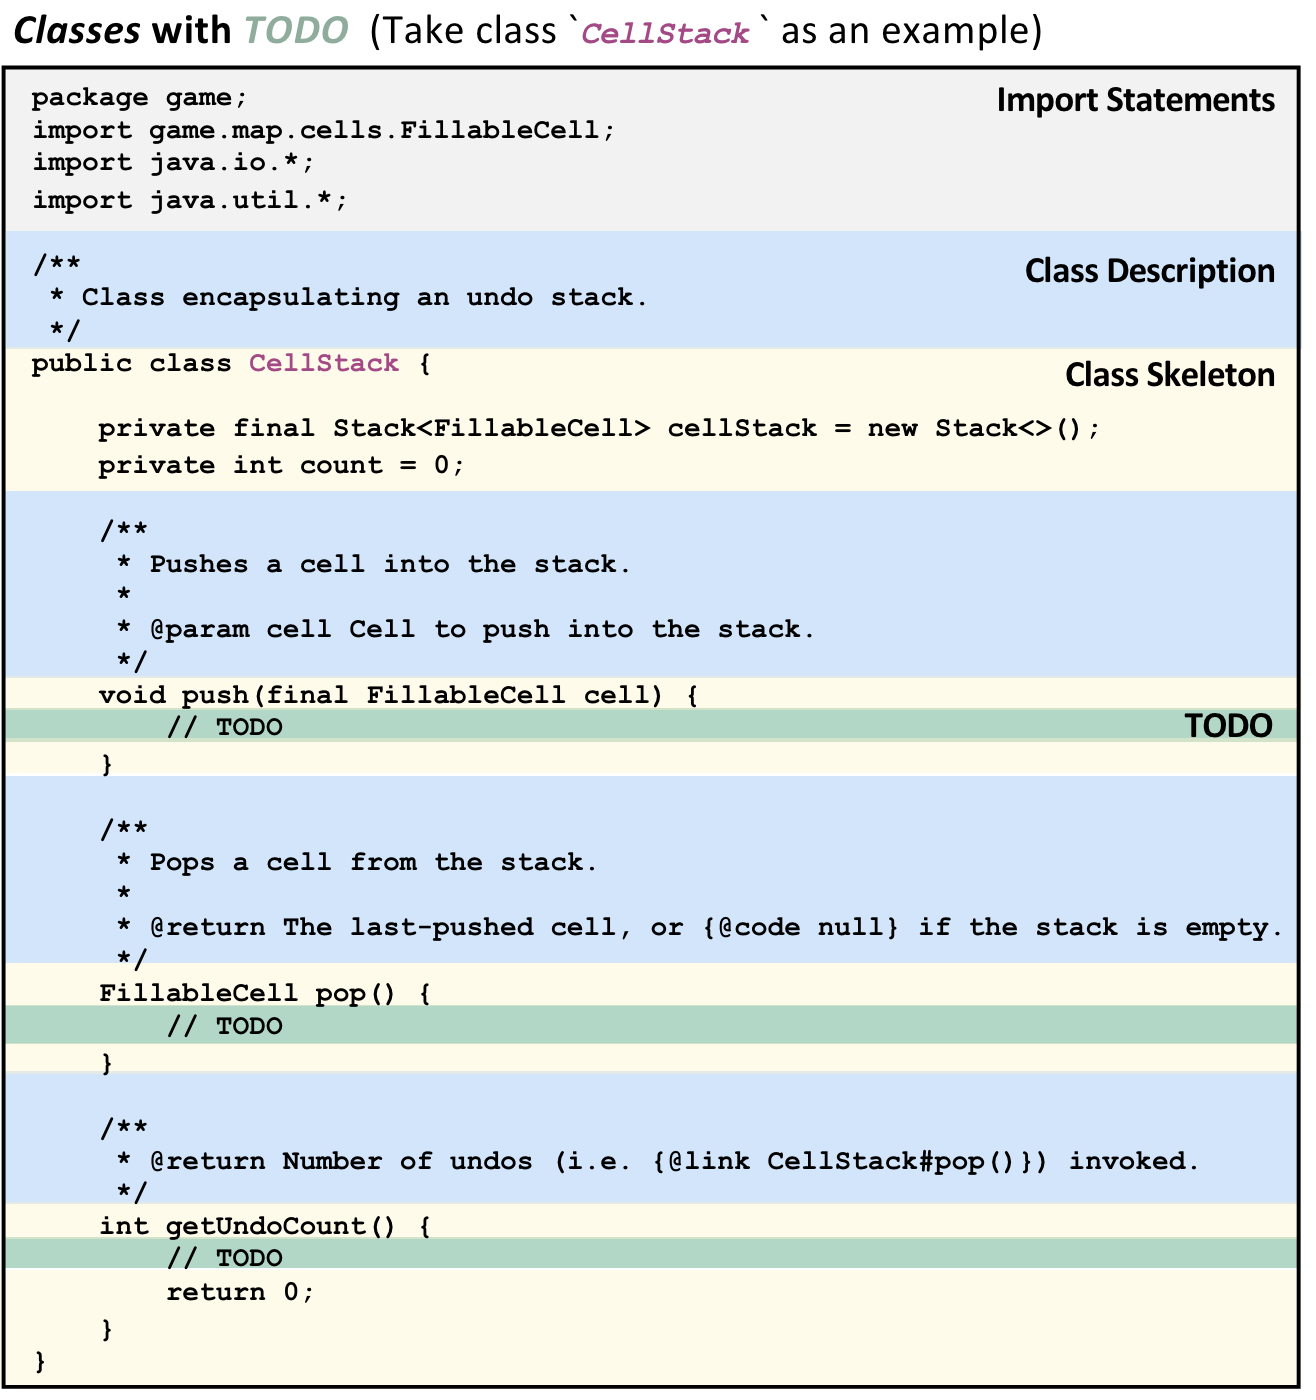 Classes with TODO (Take class `CellStack ` as an example)
package game;
Import Statements
import game.map.cells.FillableCell;
import java.io.*;
import java.util.*;
/**
Class Description
 * Class encapsulating an undo stack.
 */
public class CellStack {
Class Skeleton
    private final Stack<FillableCell> cellStack = new Stack<>();
    private int count = 0;
    /**
     * Pushes a cell into the stack.
     *
     * @param cell Cell to push into the stack.
     */
    void push(final FillableCell cell) {
        // TODO
TODO
    }
    /**
     * Pops a cell from the stack.
     *
     * @return The last-pushed cell, or {@code null} if the stack is empty.
     */
    FillableCell pop() {
        // TODO
    }
    /**
     * @return Number of undos (i.e. {@link CellStack#pop()}) invoked.
     */
    int getUndoCount() {
        // TODO
        return 0;
    }
}